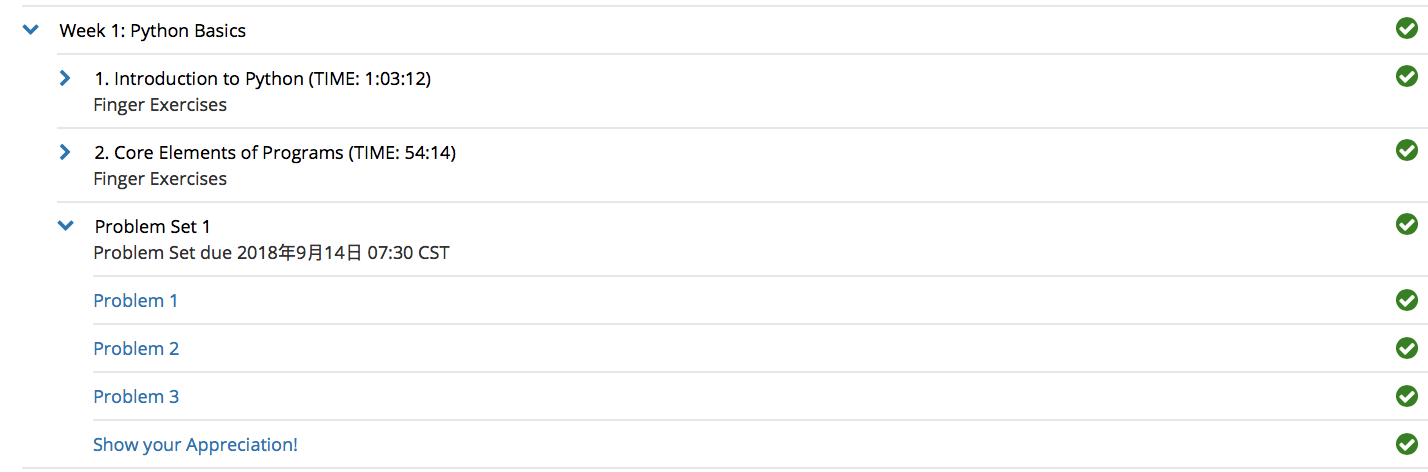 Week 1: Python Basics
1. Introduction to Python (TIME: 1:03:12)
Finger Exercises
2. Core Elements of Programs (TIME: 54:14)
Finger Exercises
Problem Set 1
Problem Set due 2018年9月14日 07:30 CST
Problem 1
Problem 2
Problem 3
Show your Appreciation!